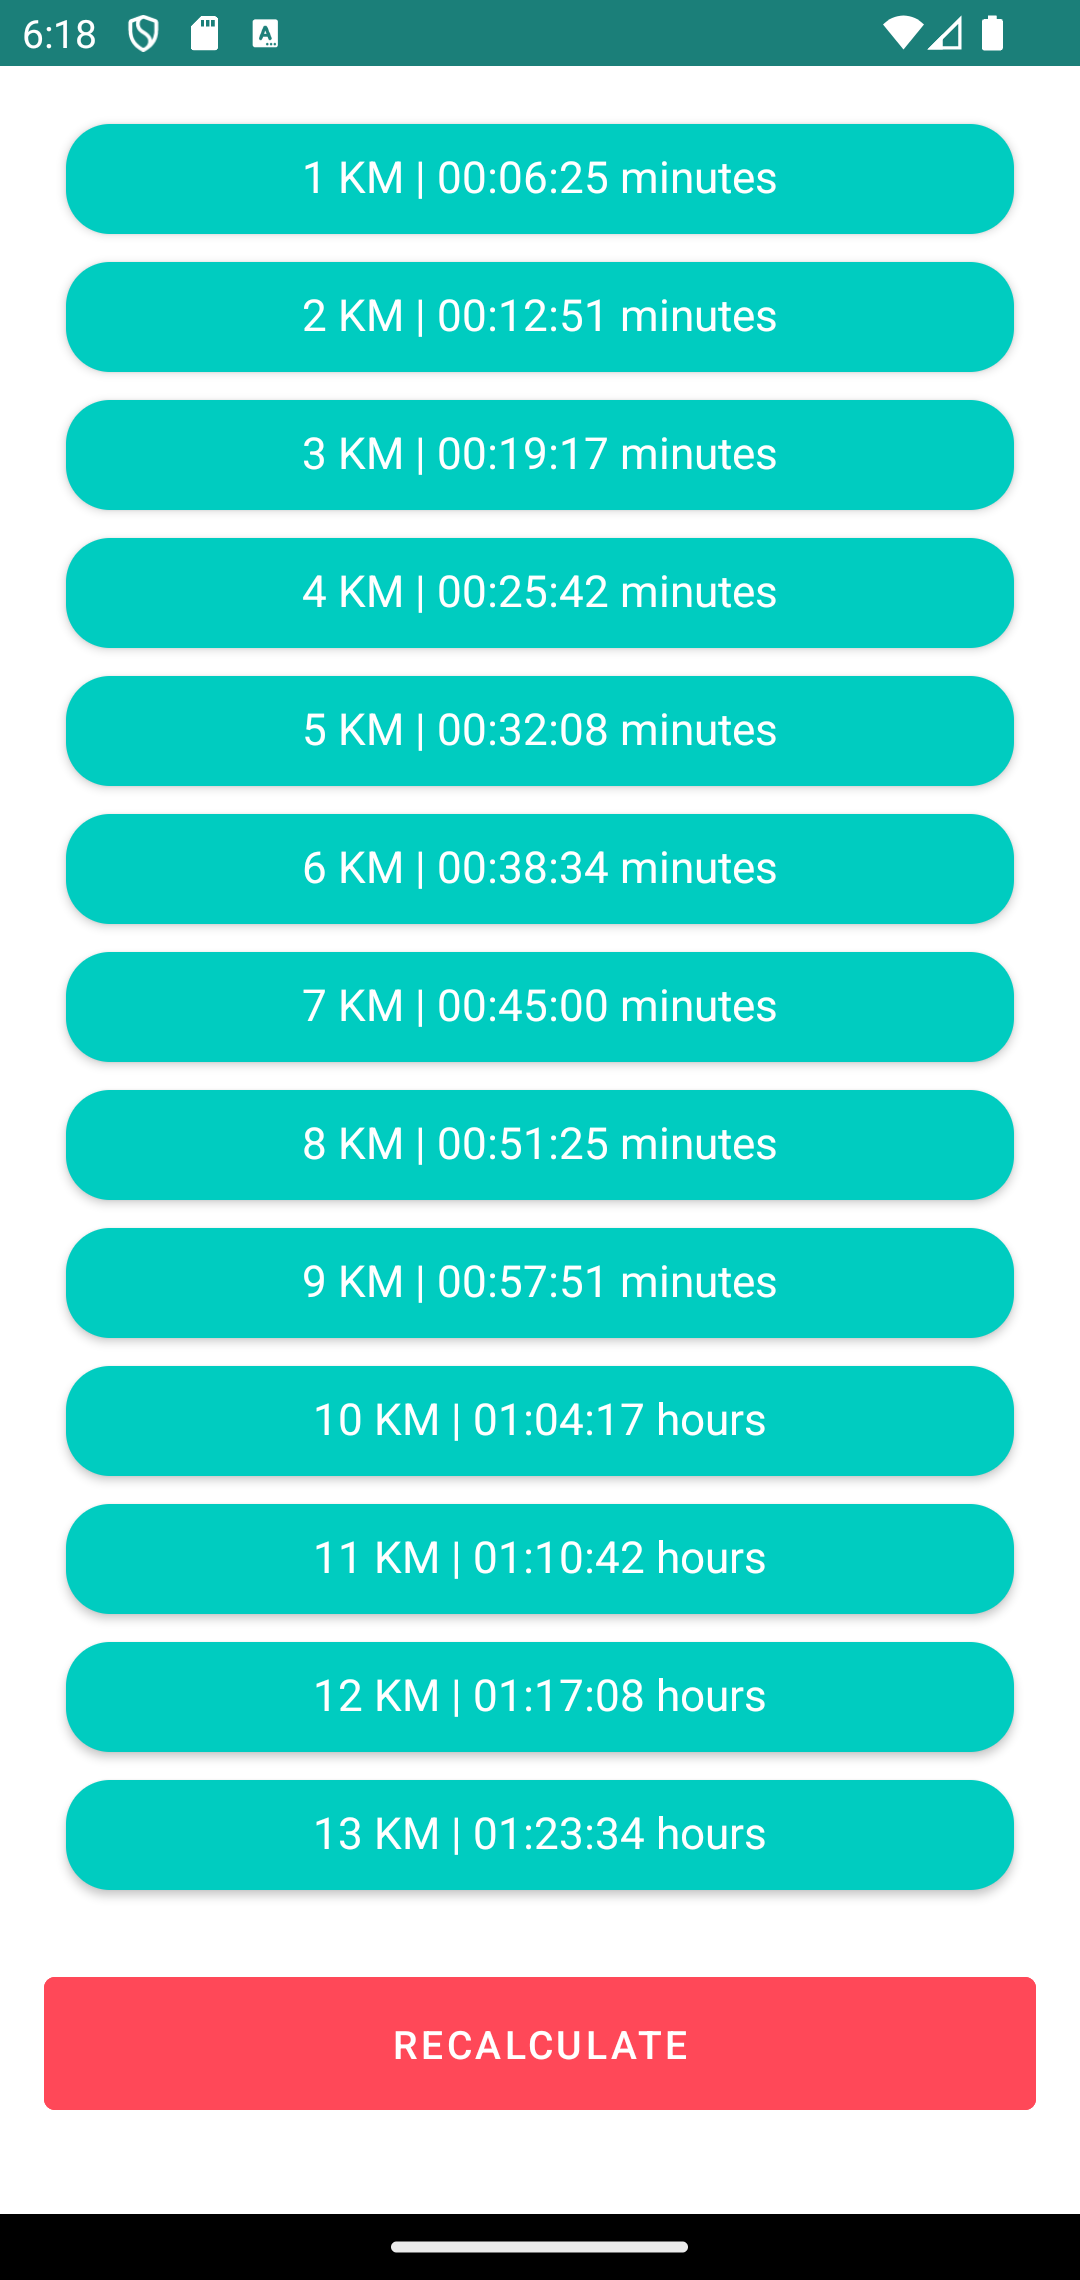 6:18
1 KM | 00:06:25 minutes
2 KM | 00:12:51 minutes
3 KM | 00:19:17 minutes
4 KM | 00:25:42 minutes
5 KM | 00:32:08 minutes
6 KM | 00:38:34 minutes
7 KM | 00:45:00 minutes
8 KM | 00:51:25 minutes
9 KM | 00:57:51 minutes
10 KM | 01:04:17 hours
11 KM | 01:10:42 hours
12 KM | 01:17:08 hours
13 KM | 01:23:34 hours
RECALCULATE